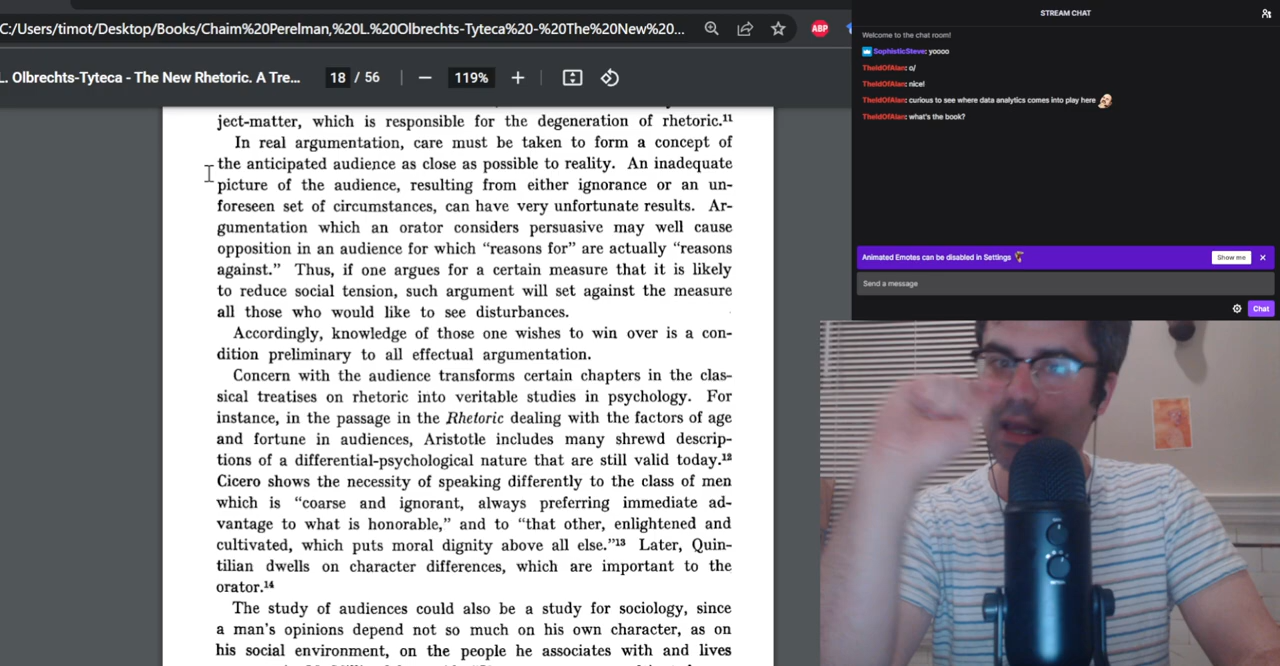 C:/Users/timot/Desktop/Books/Chaim%20Perelman,%20L.%20Olbrechts-Tyteca%20-%20The%20New%20...
ABP
L. Olbrechts-Tyteca - The New Rhetoric. A Tre...
18 / 56
119%
ject-matter, which is responsible for the degeneration of rhetoric.11
In real argumentation, care must be taken to form a concept of
the anticipated audience as close as possible to reality. An inadequate
picture of the audience, resulting from either ignorance or an un-
foreseen set of circumstances, can have very unfortunate results. Ar-
gumentation which an orator considers persuasive may well cause
opposition in an audience for which “reasons for” are actually “reasons
against.” Thus, if one argues for a certain measure that it is likely
to reduce social tension, such argument will set against the measure
all those who would like to see disturbances.
Accordingly, knowledge of those one wishes to win over is a con-
dition preliminary to all effectual argumentation.
Concern with the audience transforms certain chapters in the clas-
sical treatises on rhetoric into veritable studies in psychology. For
instance, in the passage in the Rhetoric dealing with the factors of age
and fortune in audiences, Aristotle includes many shrewd descrip-
tions of a differential-psychological nature that are still valid today.12
Cicero shows the necessity of speaking differently to the class of men
which is “coarse and ignorant, always preferring immediate ad-
vantage to what is honorable,” and to “that other, enlightened and
cultivated, which puts moral dignity above all else.”13 Later, Quin-
tilian dwells on character differences, which are important to the
orator.14
The study of audiences could also be a study for sociology, since
a man's opinions depend not so much on his own character, as on
his social environment, on the people he associates with and lives
STREAM CHAT
Welcome to the chat room!
SophisticSteve: yoooo
TheIdOfAlan: o/
TheIdOfAlan: nice!
TheIdOfAlan: curious to see where data analytics comes into play here
TheIdOfAlan: what's the book?
Animated Emotes can be disabled in Settings
Show me
Send a message
Chat